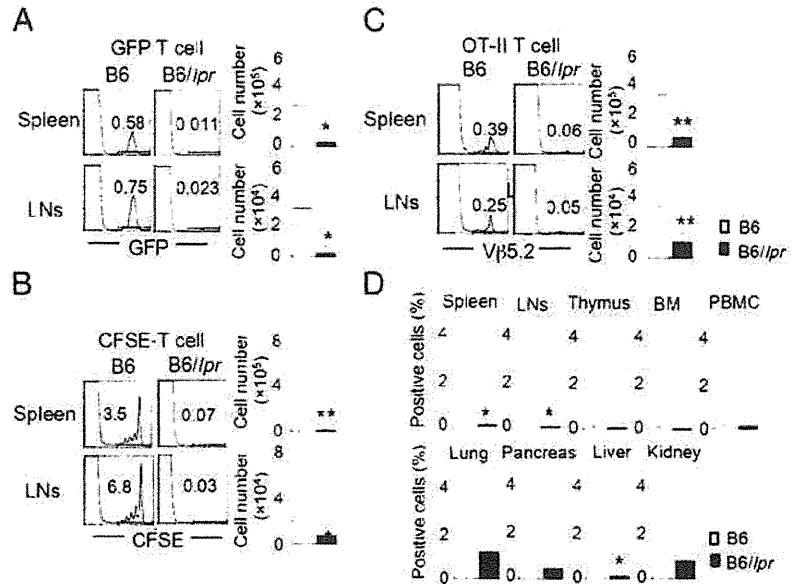 A
GFP T cell
B6 B6/lpr
Spleen 0.58 0.011
LNs 0.75 0.023
GFP
Cell number (×10⁵)
6
4
2
0
*
Cell number (×10⁴)
6
4
2
0
*
C
OT-II T cell
B6 B6/lpr
Spleen 0.39 0.06
LNs 0.25 0.05
Vβ5.2
Cell number (×10⁵)
6
4
2
0
**
Cell number (×10⁴)
6
4
2
0
**
B6
B6/lpr
B
CFSE-T cell
B6 B6/lpr
Spleen 3.5 0.07
LNs 6.8 0.03
CFSE
Cell number (×10⁵)
8
4
0
**
Cell number (×10⁴)
8
4
0
*
D
Spleen LNs Thymus BM PBMC
Positive cells (%)
4 4 4 4 4
2 2 2 2 2
0 * 0 * 0 0 0
Lung Pancreas Liver Kidney
Positive cells (%)
4 4 4 4
2 2 2 2
0 0 0 * 0
B6
B6/lpr